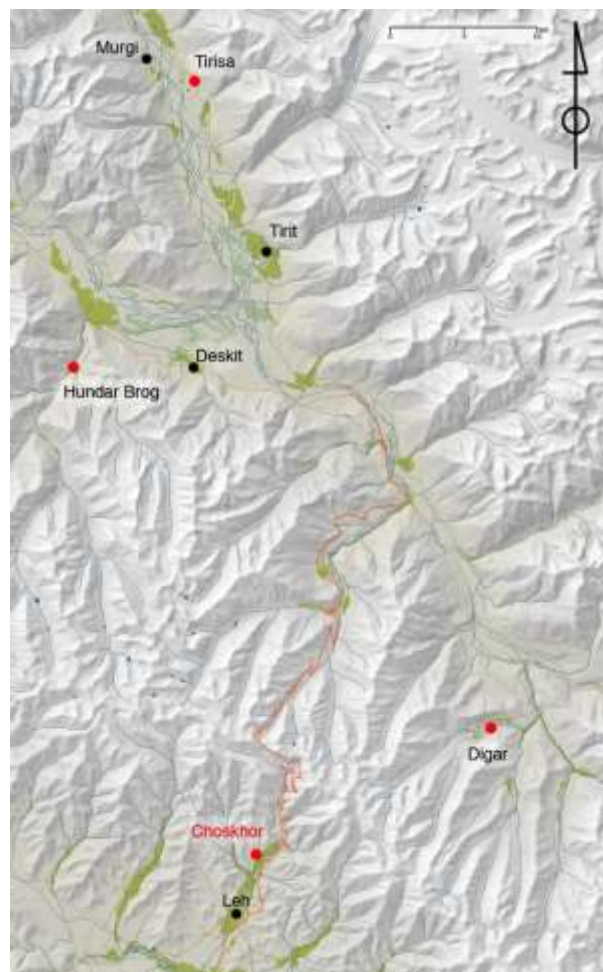 Murgi
Tirisa
Tirit
Deskit
Hundar Brog
Digar
Choskhor
Leh